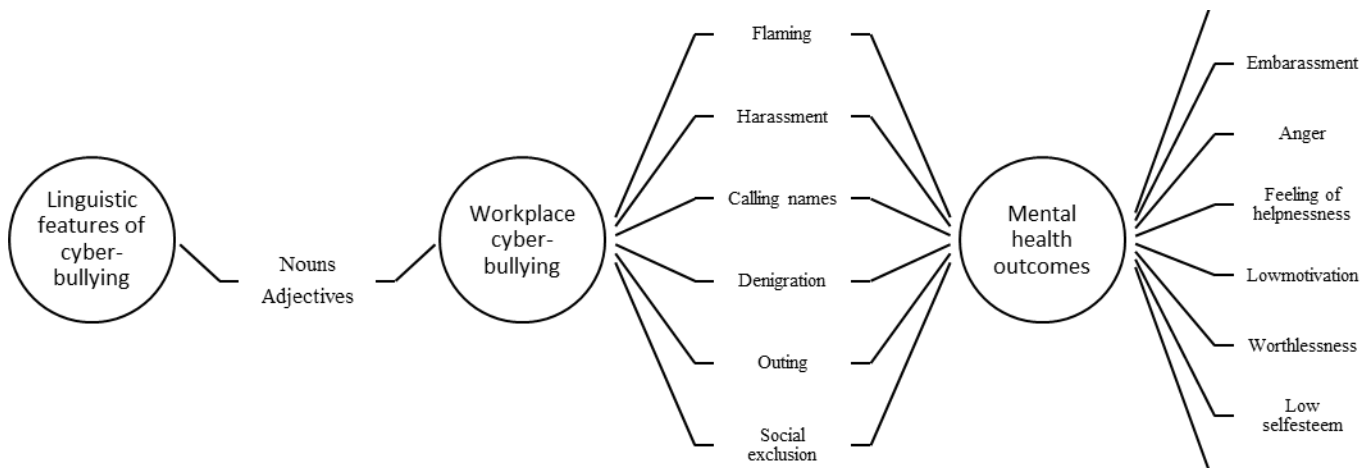 Linguistic
features of
cyber-
bullying
Nouns
Adjectives
Workplace
cyber-
bullying
Flaming
Harassment
Calling names
Denigration
Outing
Social
exclusion
Mental
health
outcomes
Embarassment
Anger
Feeling of
helpnessness
Lowmotivation
Worthlessness
Low
selfesteem